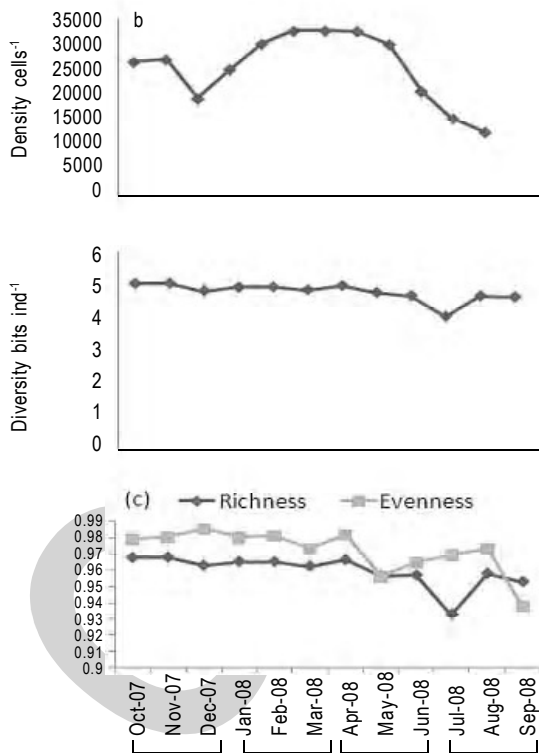 35000
30000
25000
20000
15000
10000
5000
0
Density cells-1
b
6
5
4
3
2
1
0
Diversity bits ind-1
(c) Richness Evenness
0.99
0.98
0.97
0.96
0.95
0.94
0.93
0.92
0.91
0.9
Oct-07
Nov-07
Dec-07
Jan-08
Feb-08
Mar-08
Apr-08
May-08
Jun-08
Jul-08
Aug-08
Sep-08